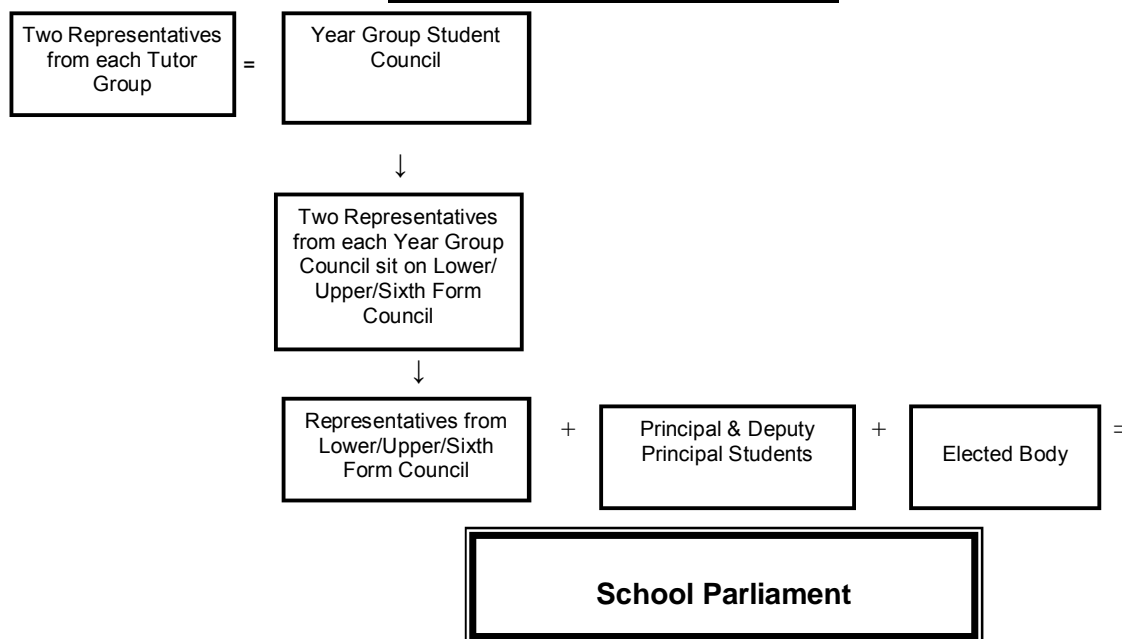 Two Representatives
from each Tutor
Group
=
Year Group Student
Council
↓
Two Representatives
from each Year Group
Council sit on Lower/
Upper/Sixth Form
Council
↓
Representatives from
Lower/Upper/Sixth
Form Council
+
Principal & Deputy
Principal Students
+
Elected Body
=
School Parliament